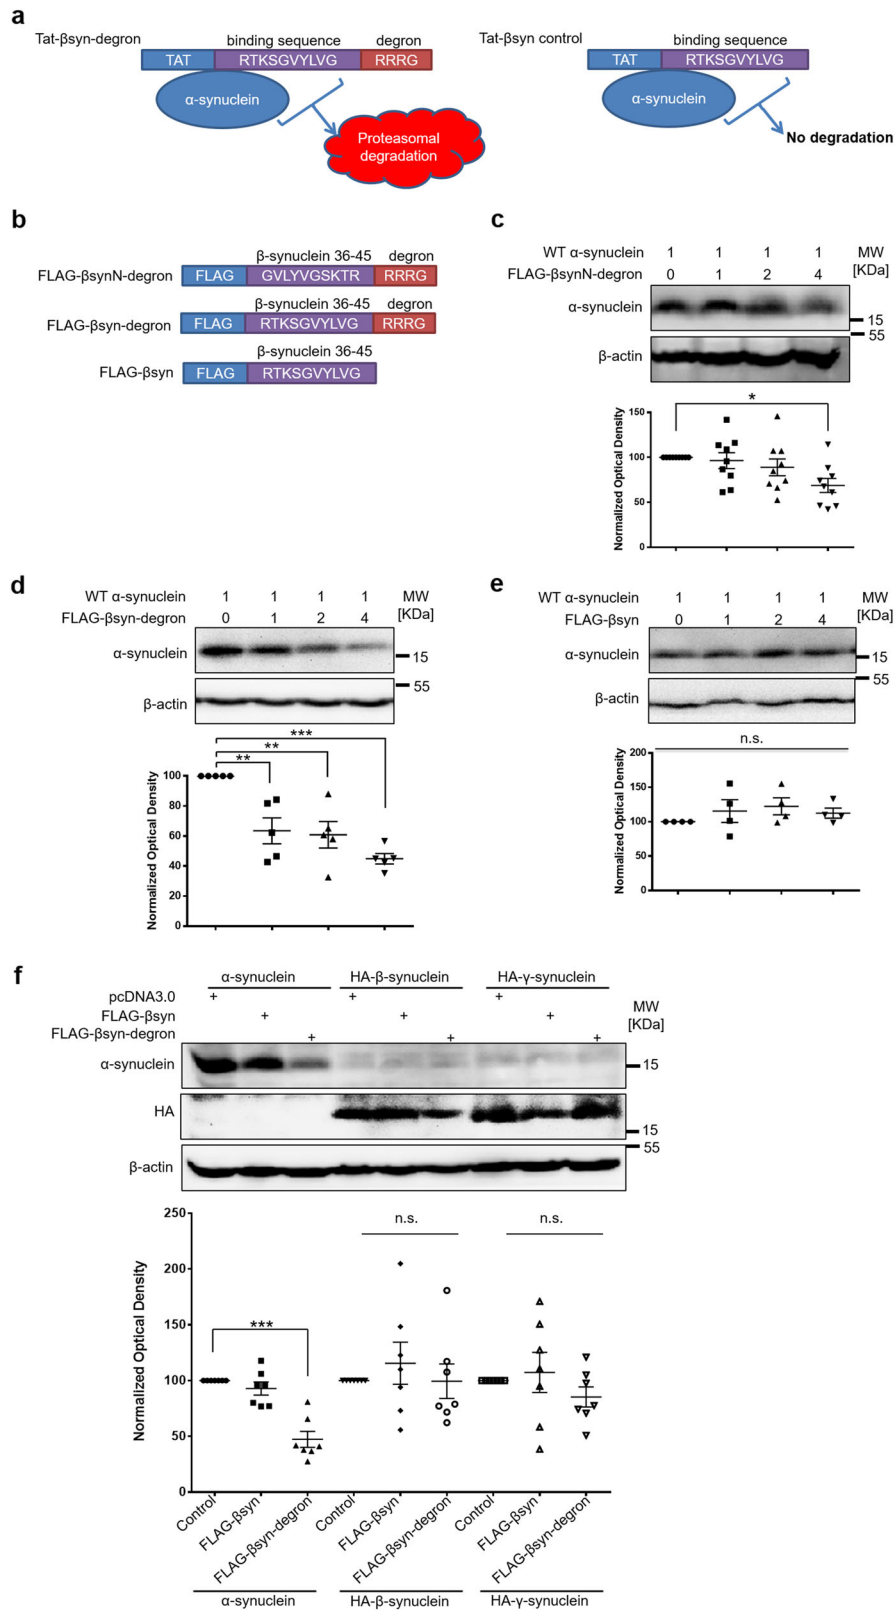 a
Tat-βsyn-degron
binding sequence
degron
TAT
RTKSGVYLVG
RRRG
α-synuclein
Proteasomal
degradation
Tat-βsyn control
binding sequence
TAT
RTKSGVYLVG
α-synuclein
No degradation
b
β-synuclein 36-45 degron
FLAG-βsynN-degron FLAG GVLYVGSKTR RRRG
β-synuclein 36-45 degron
FLAG-βsyn-degron FLAG RTKSGVYLVG RRRG
β-synuclein 36-45
FLAG-βsyn FLAG RTKSGVYLVG
c
WT α-synuclein 1 1 1 1 MW
FLAG-βsynN-degron 0 1 2 4 [KDa]
α-synuclein
15
55
β-actin
*
Normalized Optical Density
150
100
50
0
d
WT α-synuclein 1 1 1 1 MW
FLAG-βsyn-degron 0 1 2 4 [KDa]
α-synuclein
15
55
β-actin
***
**
**
Normalized Optical Density
100
80
60
40
20
0
e
WT α-synuclein 1 1 1 1 MW
FLAG-βsyn 0 1 2 4 [KDa]
α-synuclein
15
55
β-actin
n.s.
Normalized Optical Density
200
150
100
50
0
f
α-synuclein HA-β-synuclein HA-γ-synuclein
pcDNA3.0 + + +
FLAG-βsyn + + +
FLAG-βsyn-degron + + +
MW
[KDa]
α-synuclein
15
HA
15
55
β-actin
Normalized Optical Density
250
200
150
100
50
0
***
n.s.
n.s.
Control
FLAG-βsyn
FLAG-βsyn-degron
Control
FLAG-βsyn
FLAG-βsyn-degron
Control
FLAG-βsyn
FLAG-βsyn-degron
α-synuclein HA-β-synuclein HA-γ-synuclein